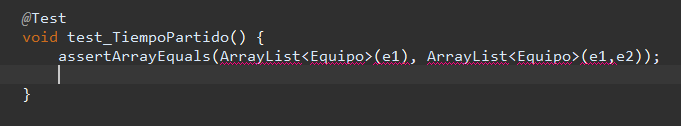 @Test
void test_TiempoPartido() {
assertArrayEquals(ArrayList<Equipo>(e1), ArrayList<Equipo>(e1,e2));
}